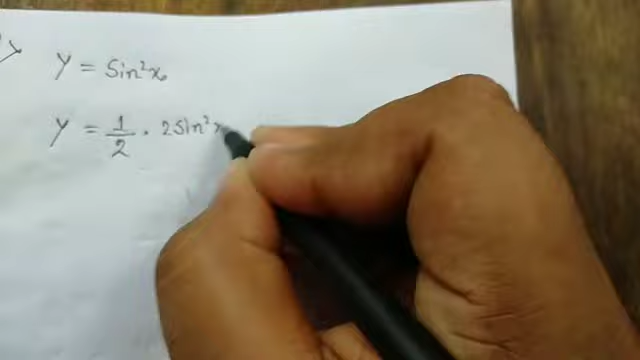 y = Sin²x
y = 1/2 . 2Sin²x